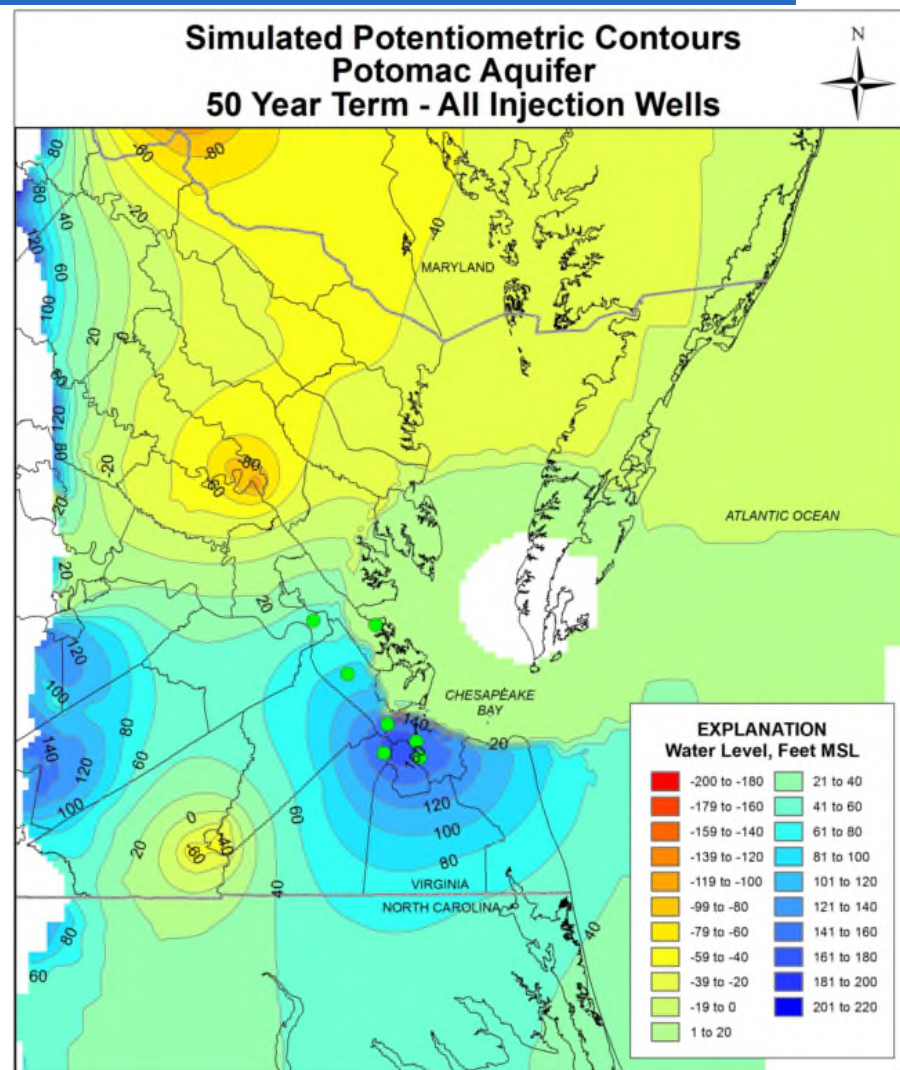 Simulated Potentiometric Contours
Potomac Aquifer
50 Year Term - All Injection Wells
N
80
-60
-80
-20
80
40
120
-40
MARYLAND
60
100
20
0
60
120
-80
-20
-60
80
-20
ATLANTIC OCEAN
20
20
120
100
CHESAPEAKE
BAY
140
80
-20
140
60
160
120
120
100
0
60
100
-40
20
-60
80
40
VIRGINIA
NORTH CAROLINA
80
40
60
EXPLANATION
Water Level, Feet MSL
-200 to -180 21 to 40
-179 to -160 41 to 60
-159 to -140 61 to 80
-139 to -120 81 to 100
-119 to -100 101 to 120
-99 to -80 121 to 140
-79 to -60 141 to 160
-59 to -40 161 to 180
-39 to -20 181 to 200
-19 to 0 201 to 220
1 to 20